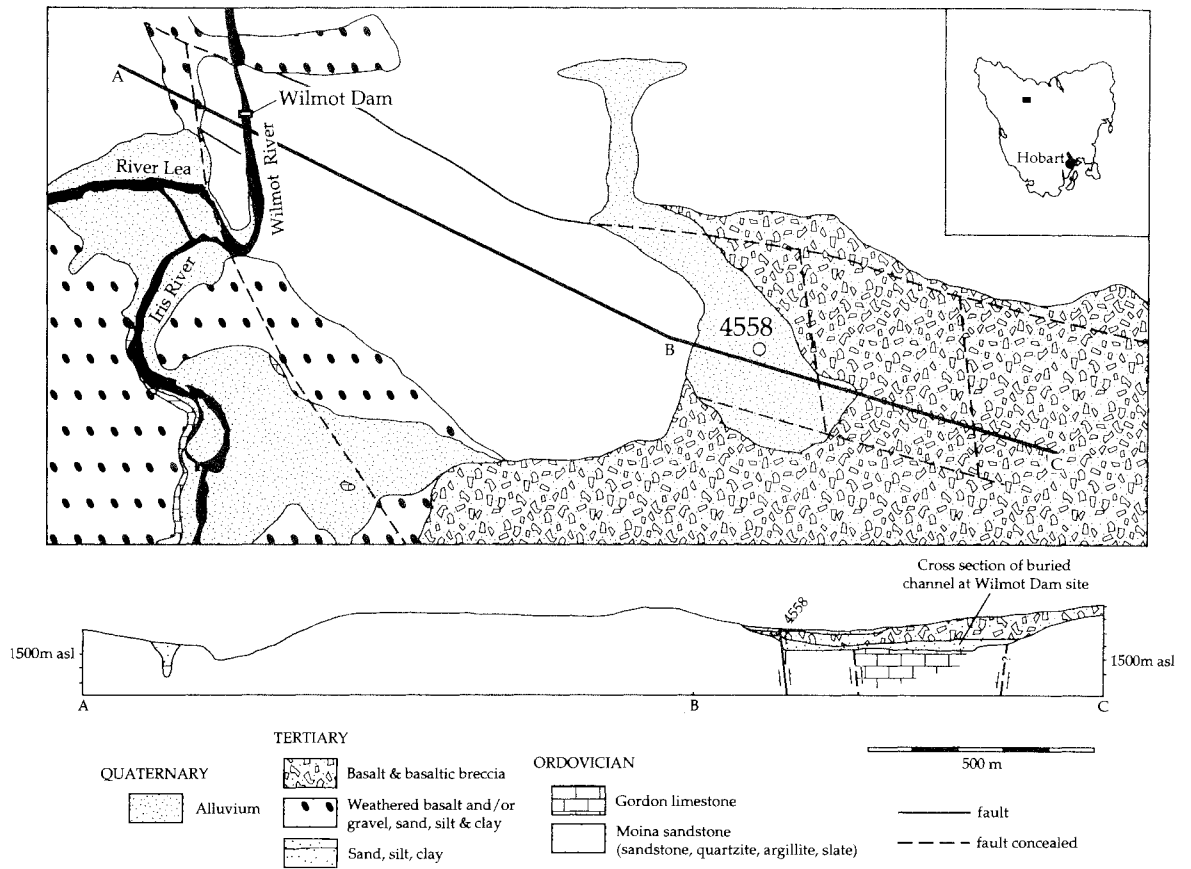 A
Wilmot Dam
Wilmot River
River Lea
Iris River
Hobart
4558
B
C
Cross section of buried
channel at Wilmot Dam site
4558
1500m asl
1500m asl
?
A
B
C
TERTIARY
QUATERNARY
ORDOVICIAN
Alluvium
Basalt & basaltic breccia
Weathered basalt and/or
gravel, sand, silt & clay
Sand, silt, clay
Gordon limestone
Moina sandstone
(sandstone, quartzite, argillite, slate)
500 m
fault
fault concealed